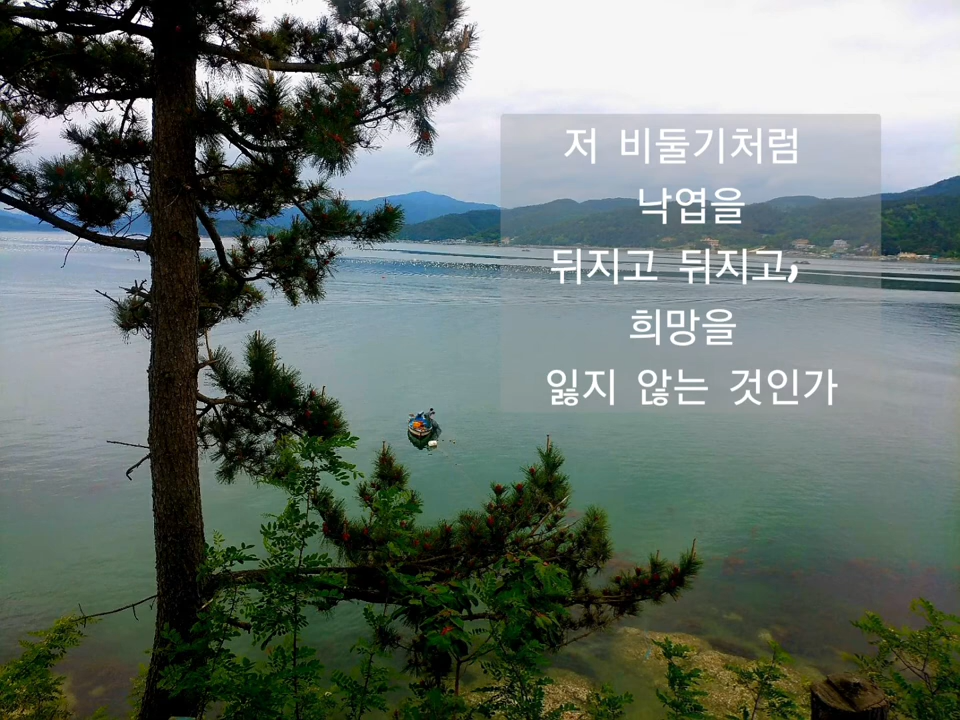 저 비둘기처럼
낙엽을
뒤지고 뒤지고,
희망을
잃지 않는 것인가